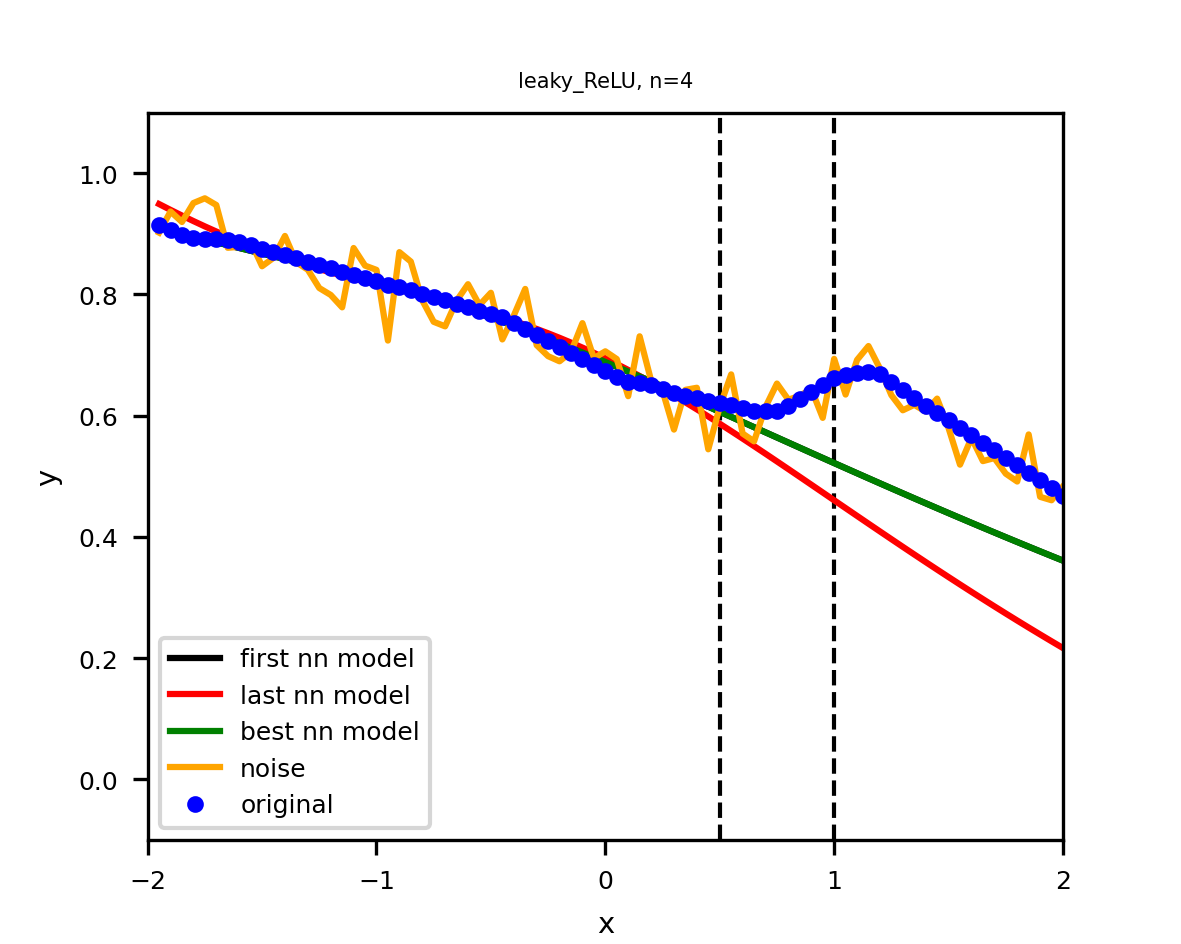 leaky_ReLU, n=4
1.0
0.8
0.6
0.4
0.2
0.0
y
first nn model
last nn model
best nn model
noise
original
−2
−1
0
1
2
x